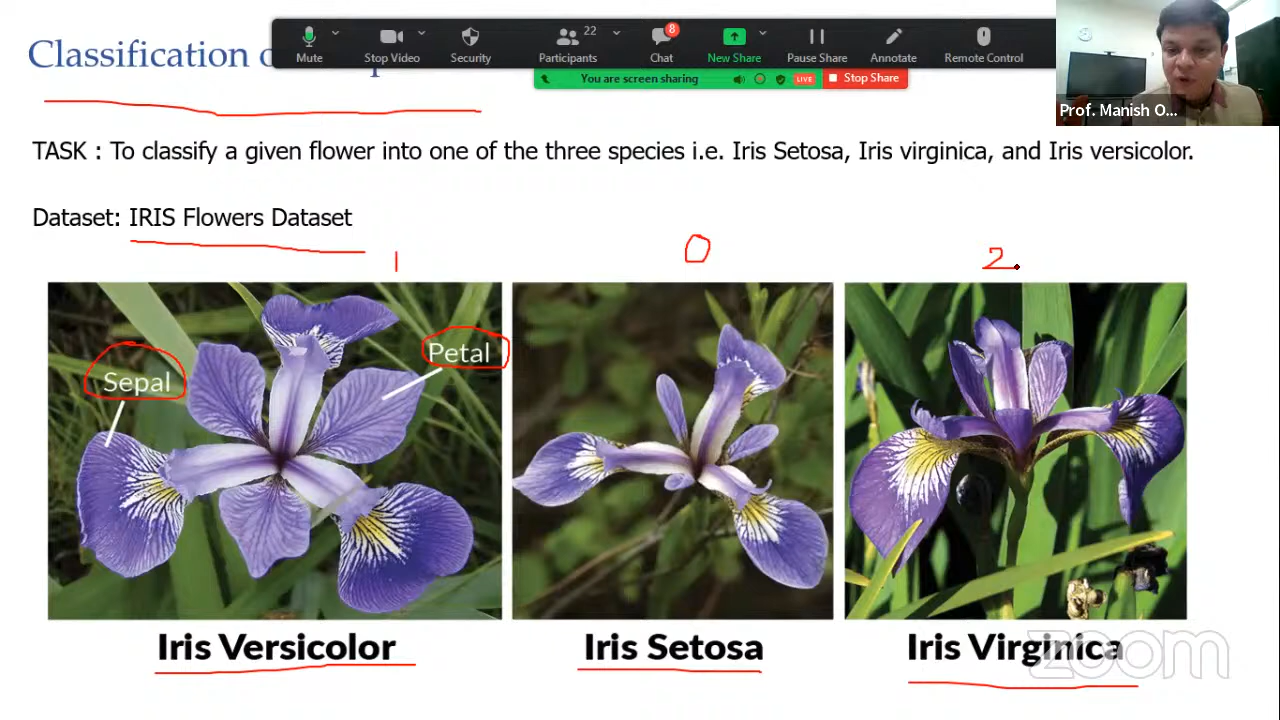 Classification o
22
8
Mute
Stop Video
Security
Participants
Chat
New Share
Pause Share
Annotate
Remote Control
You are screen sharing
LIVE
Stop Share
Prof. Manish O...
TASK : To classify a given flower into one of the three species i.e. Iris Setosa, Iris virginica, and Iris versicolor.
Dataset: IRIS Flowers Dataset
1
0
2
Sepal
Petal
Iris Versicolor
Iris Setosa
Iris Virginica
zoom